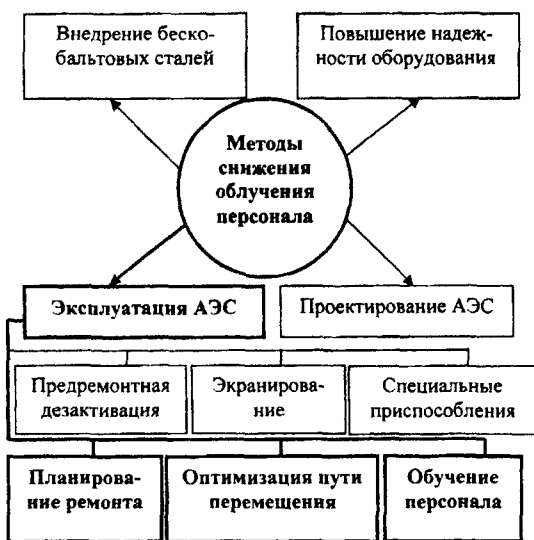 Внедрение беско-
бальтовых сталей
Повышение надеж-
ности оборудования
Методы
снижения
облучения
персонала
Эксплуатация АЭС
Проектирование АЭС
Предремонтная
дезактивация
Экранирова-
ние
Специальные
приспособления
Планирова-
ние ремонта
Оптимизация пути
перемещения
Обучение
персонала